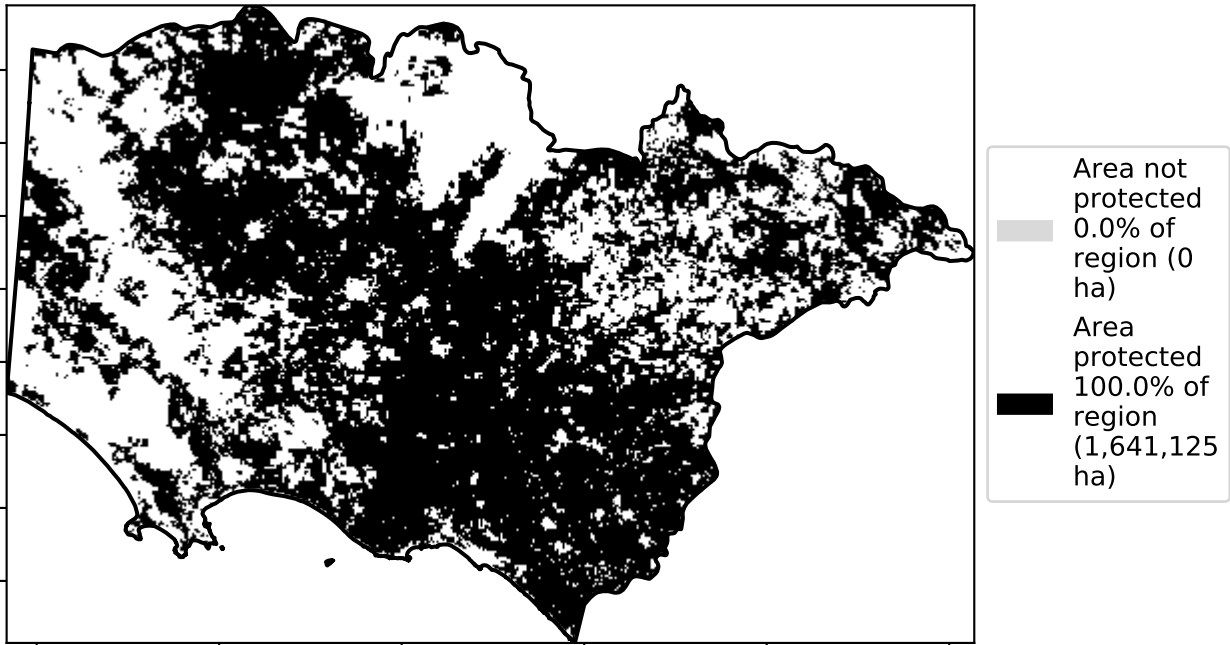 Area not
protected
0.0% of
region (0
ha)
Area
protected
100.0% of
region
(1,641,125
ha)